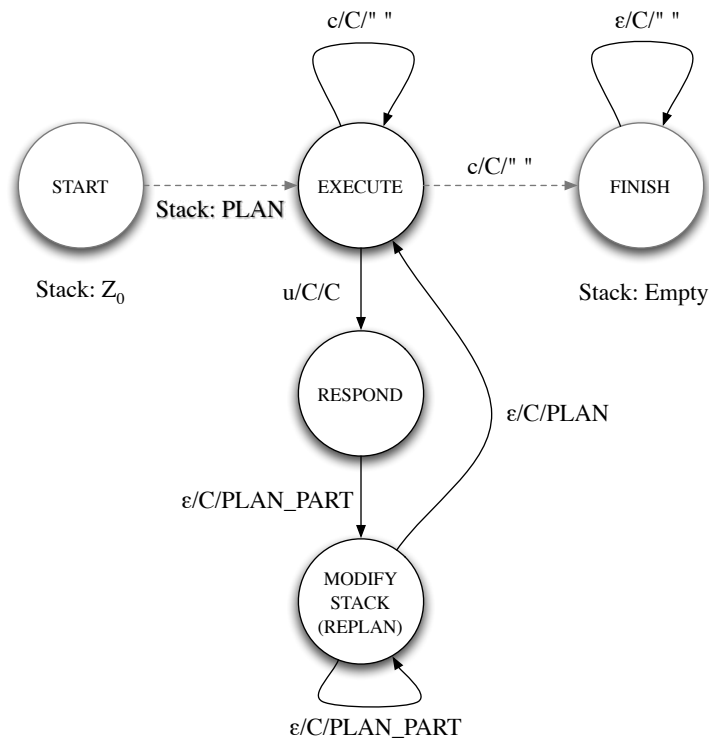 c/C/" "
ε/C/" "
START
EXECUTE
c/C/" "
FINISH
Stack: PLAN
Stack: Z₀
Stack: Empty
u/C/C
RESPOND
ε/C/PLAN
ε/C/PLAN_PART
MODIFY
STACK
(REPLAN)
ε/C/PLAN_PART